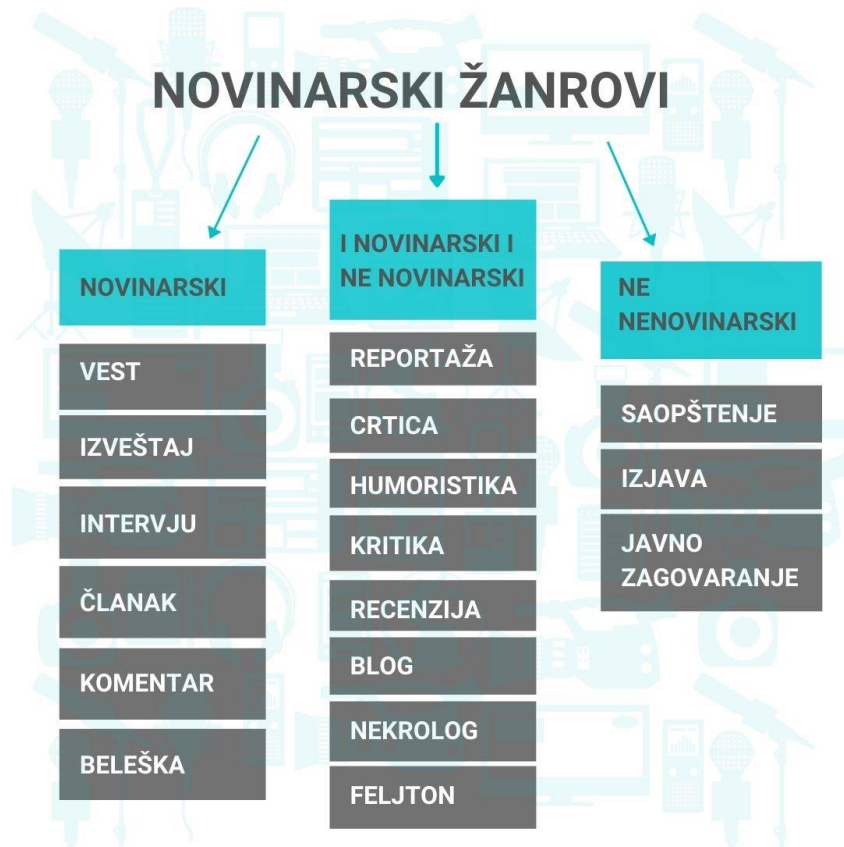 NOVINARSKI ŽANROVI
NOVINARSKI
VEST
IZVEŠTAJ
INTERVJU
ČLANAK
KOMENTAR
BELEŠKA
I NOVINARSKI I
NE NOVINARSKI
REPORTAŽA
CRTICA
HUMORISTIKA
KRITIKA
RECENZIJA
BLOG
NEKROLOG
FELJTON
NE
NENOVINARSKI
SAOPŠTENJE
IZJAVA
JAVNO
ZAGOVARANJE